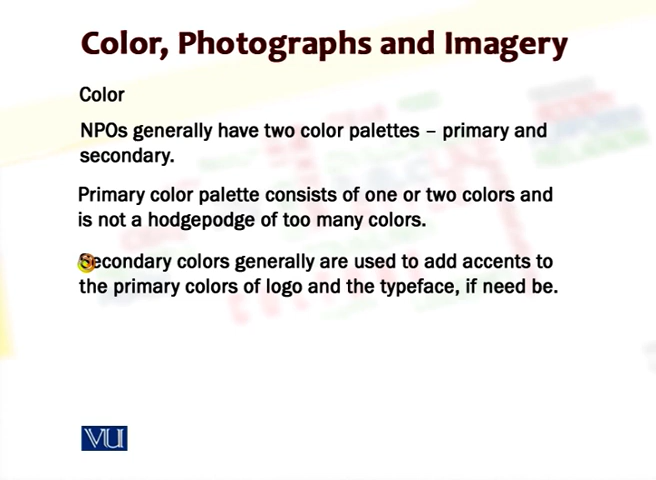 Color, Photographs and Imagery
Color
NPOs generally have two color palettes – primary and
secondary.
Primary color palette consists of one or two colors and
is not a hodgepodge of too many colors.
Secondary colors generally are used to add accents to
the primary colors of logo and the typeface, if need be.
VU